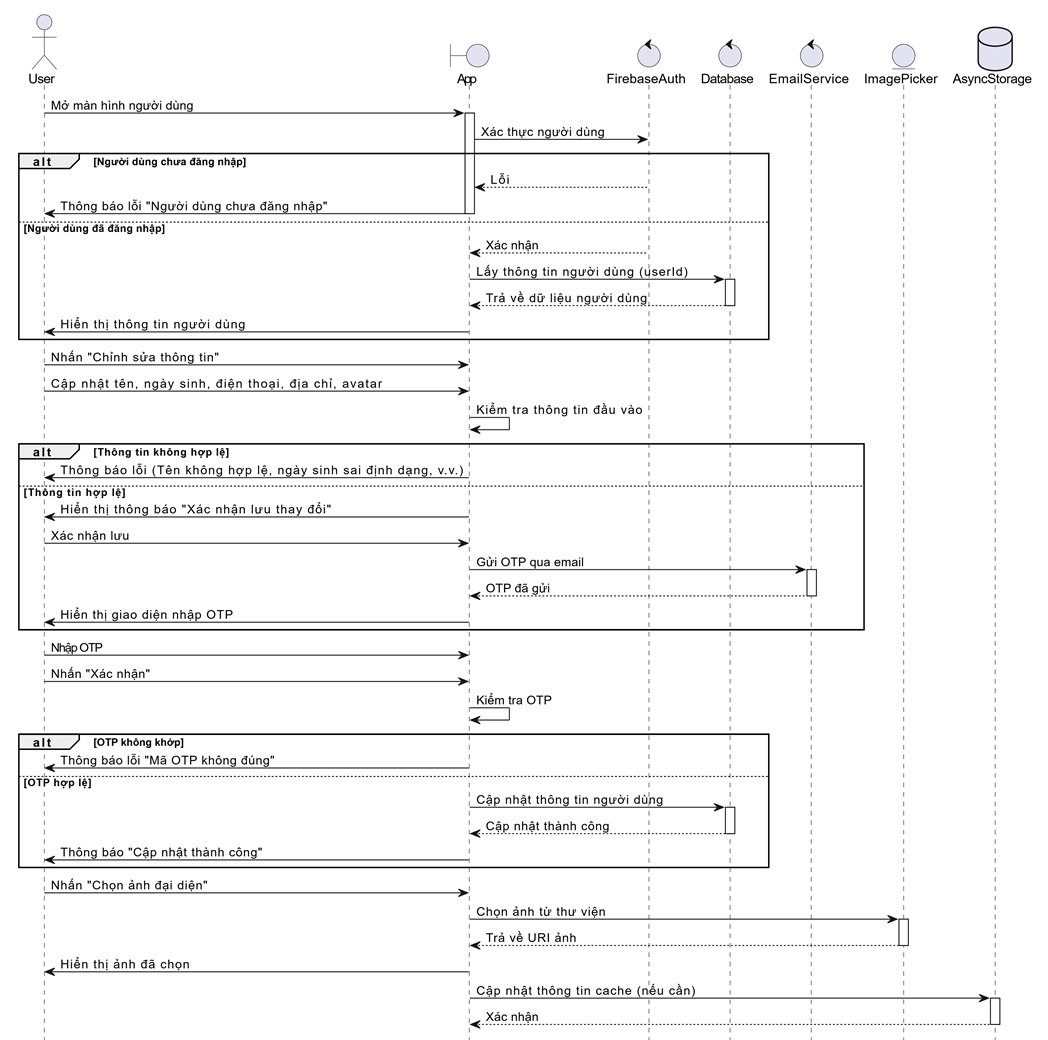 User
App
FirebaseAuth
Database
EmailService
ImagePicker
AsyncStorage
Mở màn hình người dùng
Xác thực người dùng
alt [Người dùng chưa đăng nhập]
Lỗi
Thông báo lỗi "Người dùng chưa đăng nhập"
[Người dùng đã đăng nhập]
Xác nhận
Lấy thông tin người dùng (userId)
Trả về dữ liệu người dùng
Hiển thị thông tin người dùng
Nhấn "Chỉnh sửa thông tin"
Cập nhật tên, ngày sinh, điện thoại, địa chỉ, avatar
Kiểm tra thông tin đầu vào
alt [Thông tin không hợp lệ]
Thông báo lỗi (Tên không hợp lệ, ngày sinh sai định dạng, v.v.)
[Thông tin hợp lệ]
Hiển thị thông báo "Xác nhận lưu thay đổi"
Xác nhận lưu
Gửi OTP qua email
OTP đã gửi
Hiển thị giao diện nhập OTP
Nhập OTP
Nhấn "Xác nhận"
Kiểm tra OTP
alt [OTP không khớp]
Thông báo lỗi "Mã OTP không đúng"
[OTP hợp lệ]
Cập nhật thông tin người dùng
Cập nhật thành công
Thông báo "Cập nhật thành công"
Nhấn "Chọn ảnh đại diện"
Chọn ảnh từ thư viện
Trả về URI ảnh
Hiển thị ảnh đã chọn
Cập nhật thông tin cache (nếu cần)
Xác nhận